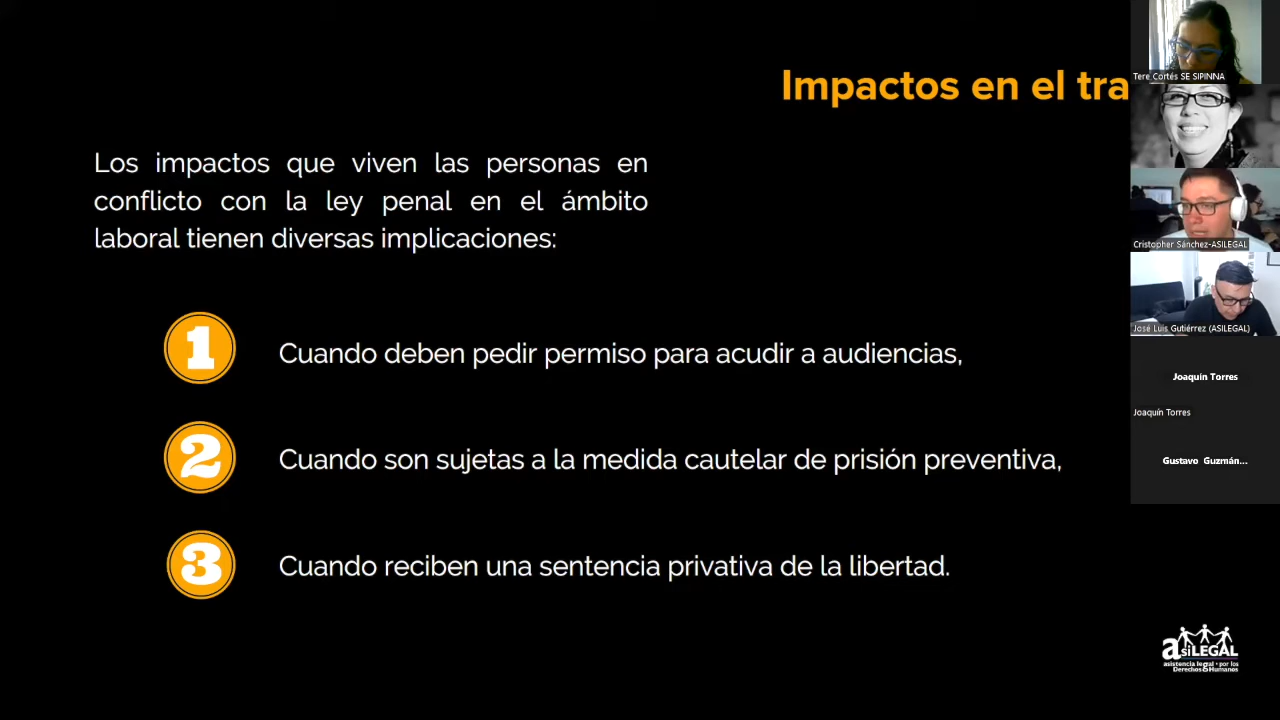 Impactos en el tra
Los impactos que viven las personas en
conflicto con la ley penal en el ámbito
laboral tienen diversas implicaciones:
1
Cuando deben pedir permiso para acudir a audiencias,
2
Cuando son sujetas a la medida cautelar de prisión preventiva,
3
Cuando reciben una sentencia privativa de la libertad.
Tere Cortés SE SIPINNA
Cristopher Sánchez-ASILEGAL
José Luis Gutiérrez (ASILEGAL)
Joaquín Torres
Joaquín Torres
Gustavo Guzmán...
asiLEGAL
asistencia legal · por los
Derechos Humanos